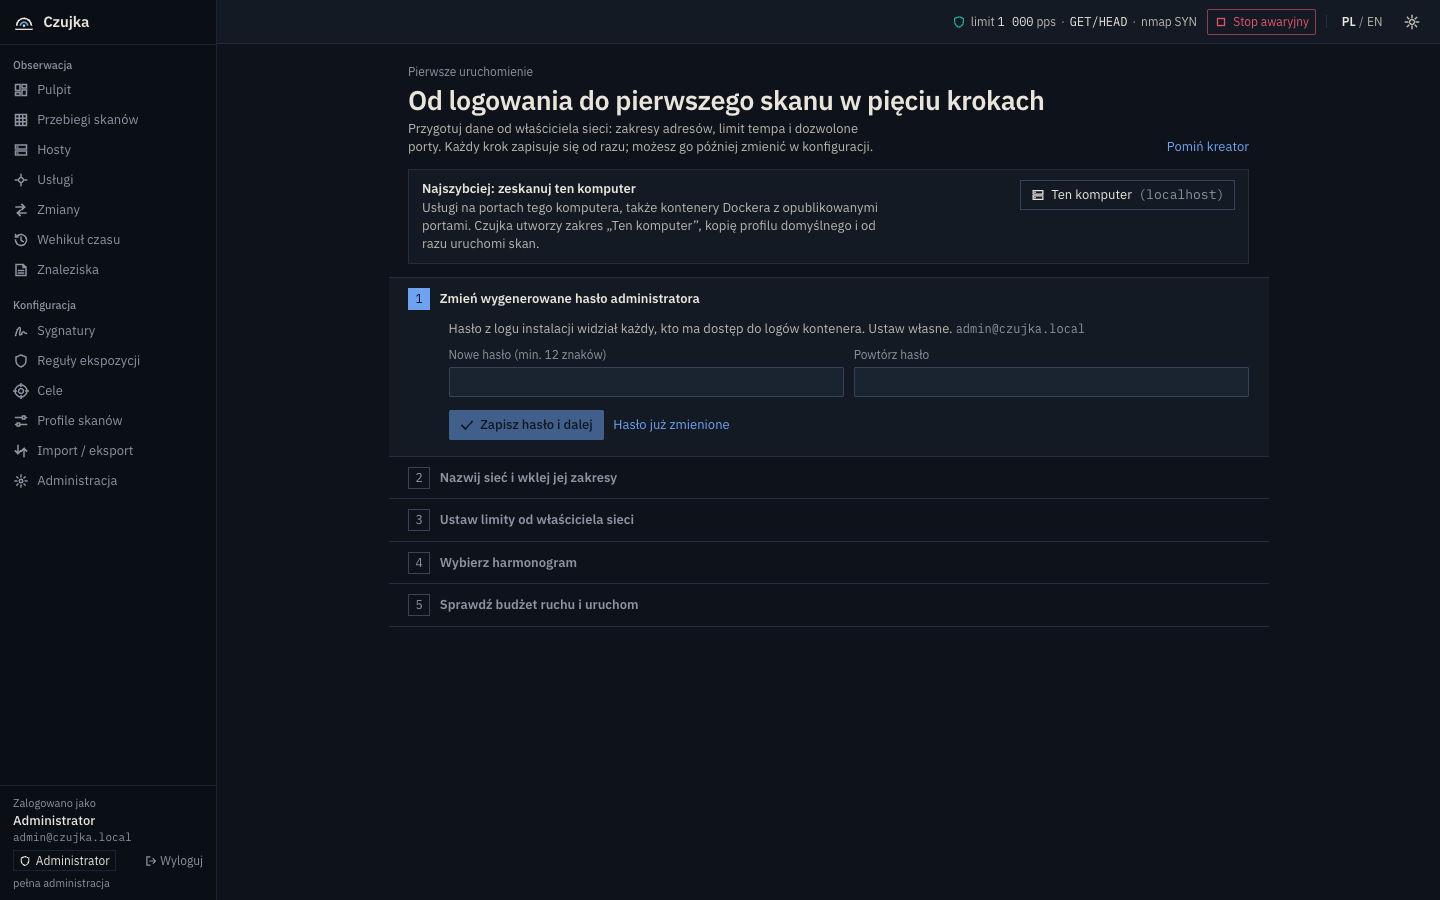 Czujka
limit 1 000 pps · GET/HEAD · nmap SYN
Stop awaryjny
PL / EN
Obserwacja
Pulpit
Przebiegi skanów
Hosty
Usługi
Zmiany
Wehikuł czasu
Znaleziska
Konfiguracja
Sygnatury
Reguły ekspozycji
Cele
Profile skanów
Import / eksport
Administracja
Zalogowano jako
Administrator
admin@czujka.local
Administrator
Wyloguj
pełna administracja
Pierwsze uruchomienie
Od logowania do pierwszego skanu w pięciu krokach
Przygotuj dane od właściciela sieci: zakresy adresów, limit tempa i dozwolone
porty. Każdy krok zapisuje się od razu; możesz go później zmienić w konfiguracji.
Pomiń kreator
Najszybciej: zeskanuj ten komputer
Usługi na portach tego komputera, także kontenery Dockera z opublikowanymi
portami. Czujka utworzy zakres „Ten komputer”, kopię profilu domyślnego i od
razu uruchomi skan.
Ten komputer (localhost)
1 Zmień wygenerowane hasło administratora
Hasło z logu instalacji widział każdy, kto ma dostęp do logów kontenera. Ustaw własne. admin@czujka.local
Nowe hasło (min. 12 znaków)
Powtórz hasło
Zapisz hasło i dalej
Hasło już zmienione
2 Nazwij sieć i wklej jej zakresy
3 Ustaw limity od właściciela sieci
4 Wybierz harmonogram
5 Sprawdź budżet ruchu i uruchom